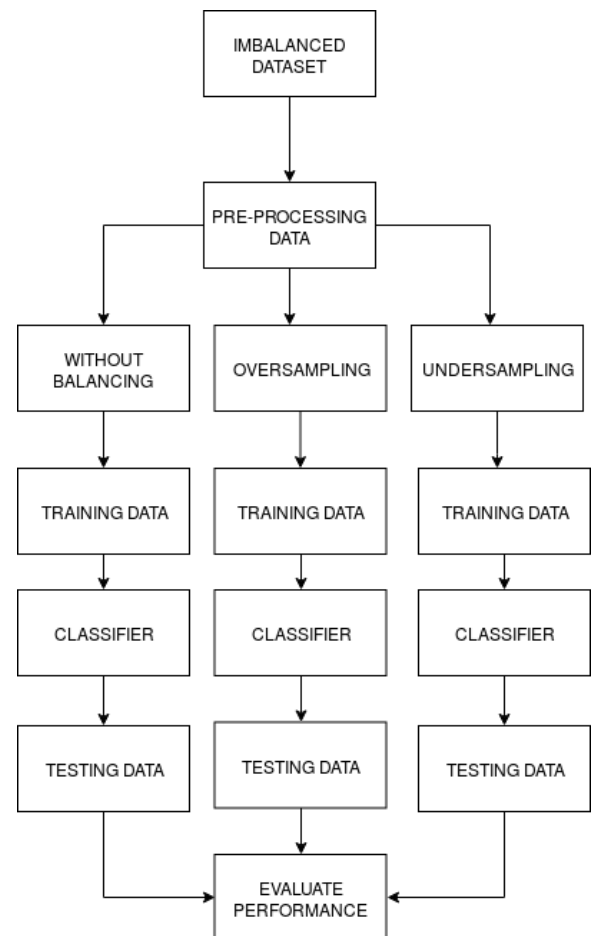 IMBALANCED
DATASET
PRE-PROCESSING
DATA
WITHOUT
BALANCING
OVERSAMPLING
UNDERSAMPLING
TRAINING DATA
TRAINING DATA
TRAINING DATA
CLASSIFIER
CLASSIFIER
CLASSIFIER
TESTING DATA
TESTING DATA
TESTING DATA
EVALUATE
PERFORMANCE